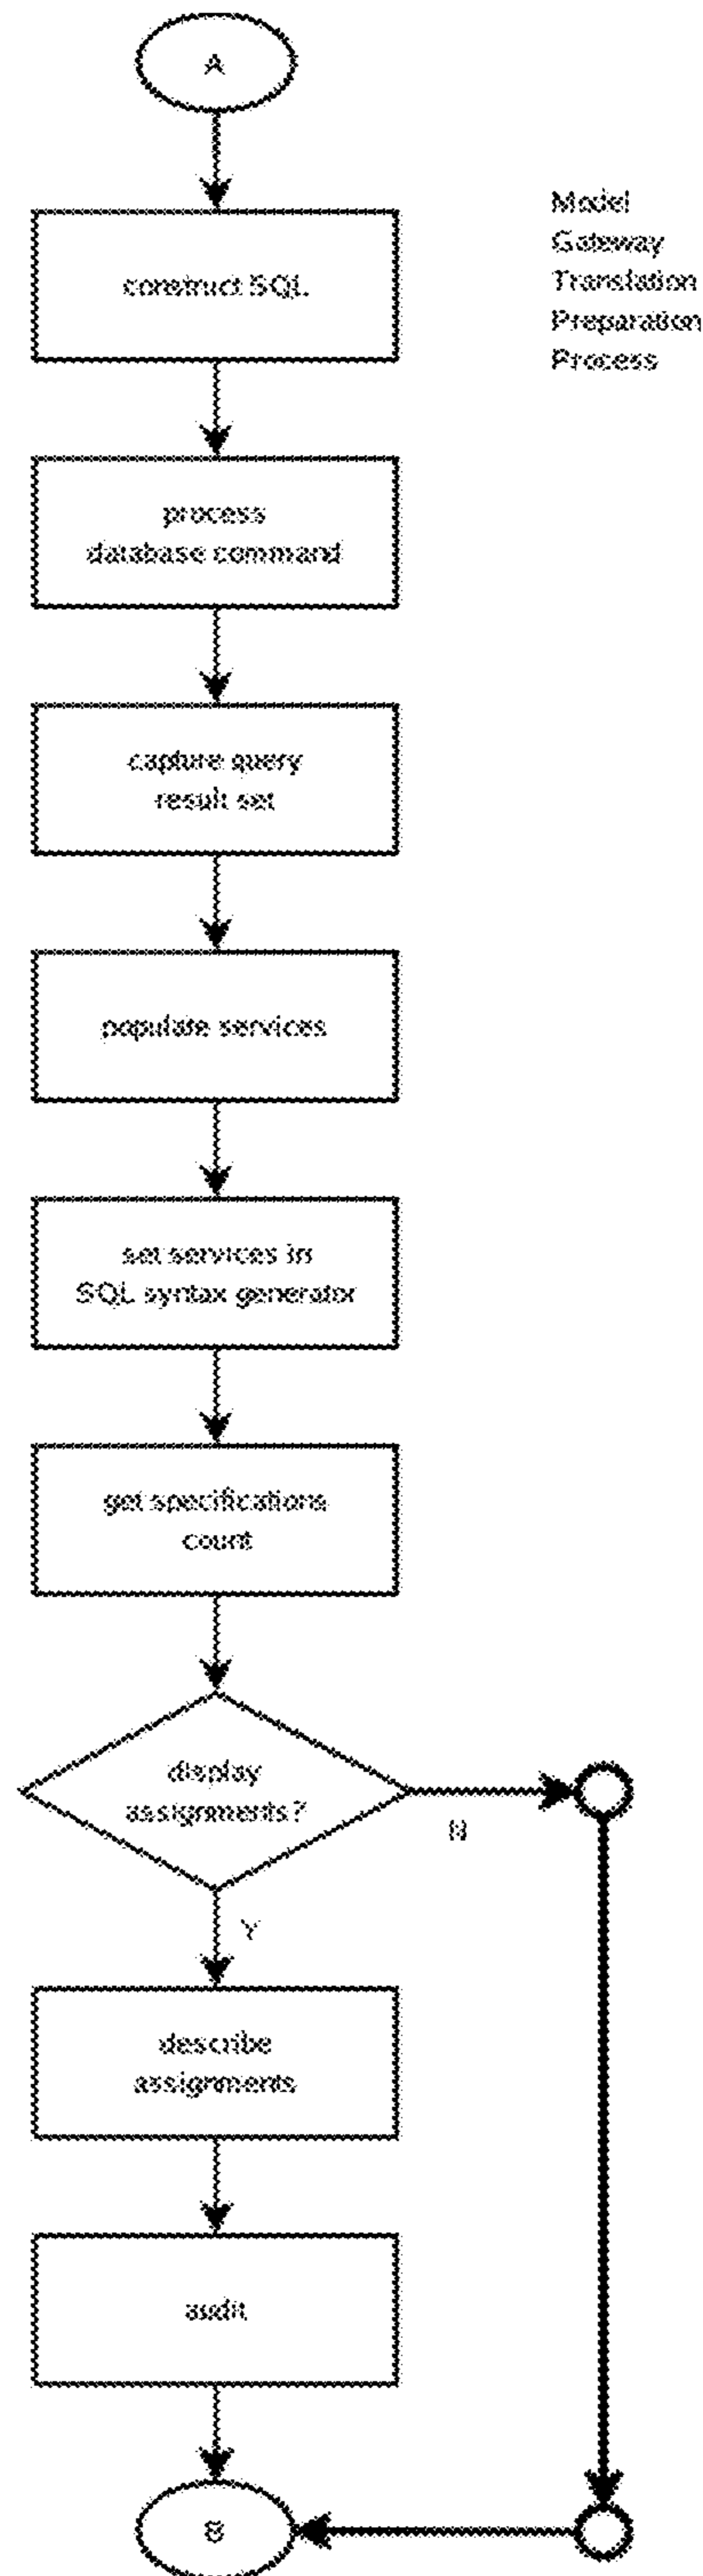 A
Model
Gateway
Translation
Preparation
Process
construct SQL
process
database command
capture query
result set
populate services
set services in
SQL syntax generator
get specifications
count
display
assignments?
N
Y
describe
assignments
audit
B